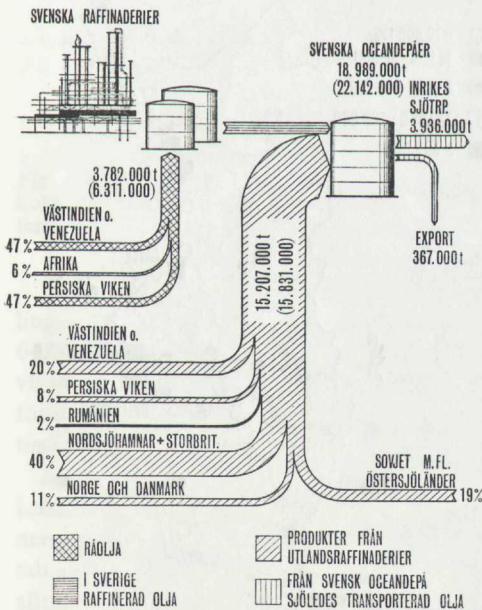 SVENSKA RAFFINADERIER
SVENSKA OCEANDEPÅER
18.989.000 t
(22.142.000)
INRIKES
SJÖTRP.
3.936.000 t
3.782.000 t
(6.311.000)
EXPORT
367.000 t
VÄSTINDIEN o.
VENEZUELA
47%
AFRIKA
6%
PERSISKA VIKEN
47%
15.207.000 t
(15.831.000)
VÄSTINDIEN o.
VENEZUELA
20%
PERSISKA VIKEN
8%
RUMÄNIEN
2%
NORDSJÖHAMNAR + STORBRIT.
40%
NORGE OCH DANMARK
11%
SOVJET M.FL.
ÖSTERSJÖLÄNDER
19%
RÅOLJA
PRODUKTER FRÅN
UTLANDSRAFFINADERIER
I SVERIGE
RAFFINERAD OLJA
FRÅN SVENSK OCEANDEPÅ
SJÖLEDES TRANSPORTERAD OLJA